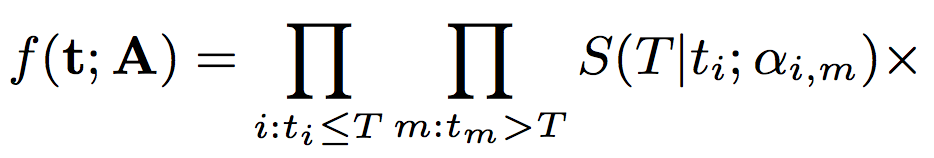 f(t; A) = ∏ ∏ S(T|t_i; α_{i,m})×
i:t_i≤T m:t_m>T